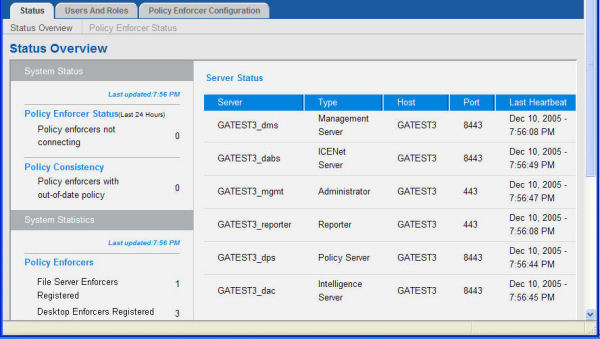 Status Users And Roles Policy Enforcer Configuration
Status Overview Policy Enforcer Status
Status Overview
System Status
Last updated:7:56 PM
Policy Enforcer Status(Last 24 Hours)
Policy enforcers not
connecting 0
Policy Consistency
Policy enforcers with
out-of-date policy 0
System Statistics
Last updated:7:56 PM
Policy Enforcers
File Server Enforcers
Registered 1
Desktop Enforcers Registered 3
Server Status
Server Type Host Port Last Heartbeat
GATEST3_dms Management Server GATEST3 8443 Dec 10, 2005 - 7:56:08 PM
GATEST3_dabs ICENet Server GATEST3 8443 Dec 10, 2005 - 7:56:49 PM
GATEST3_mgmt Administrator GATEST3 443 Dec 10, 2005 - 7:56:47 PM
GATEST3_reporter Reporter GATEST3 443 Dec 10, 2005 - 7:56:08 PM
GATEST3_dps Policy Server GATEST3 8443 Dec 10, 2005 - 7:56:44 PM
GATEST3_dac Intelligence Server GATEST3 8443 Dec 10, 2005 - 7:56:45 PM